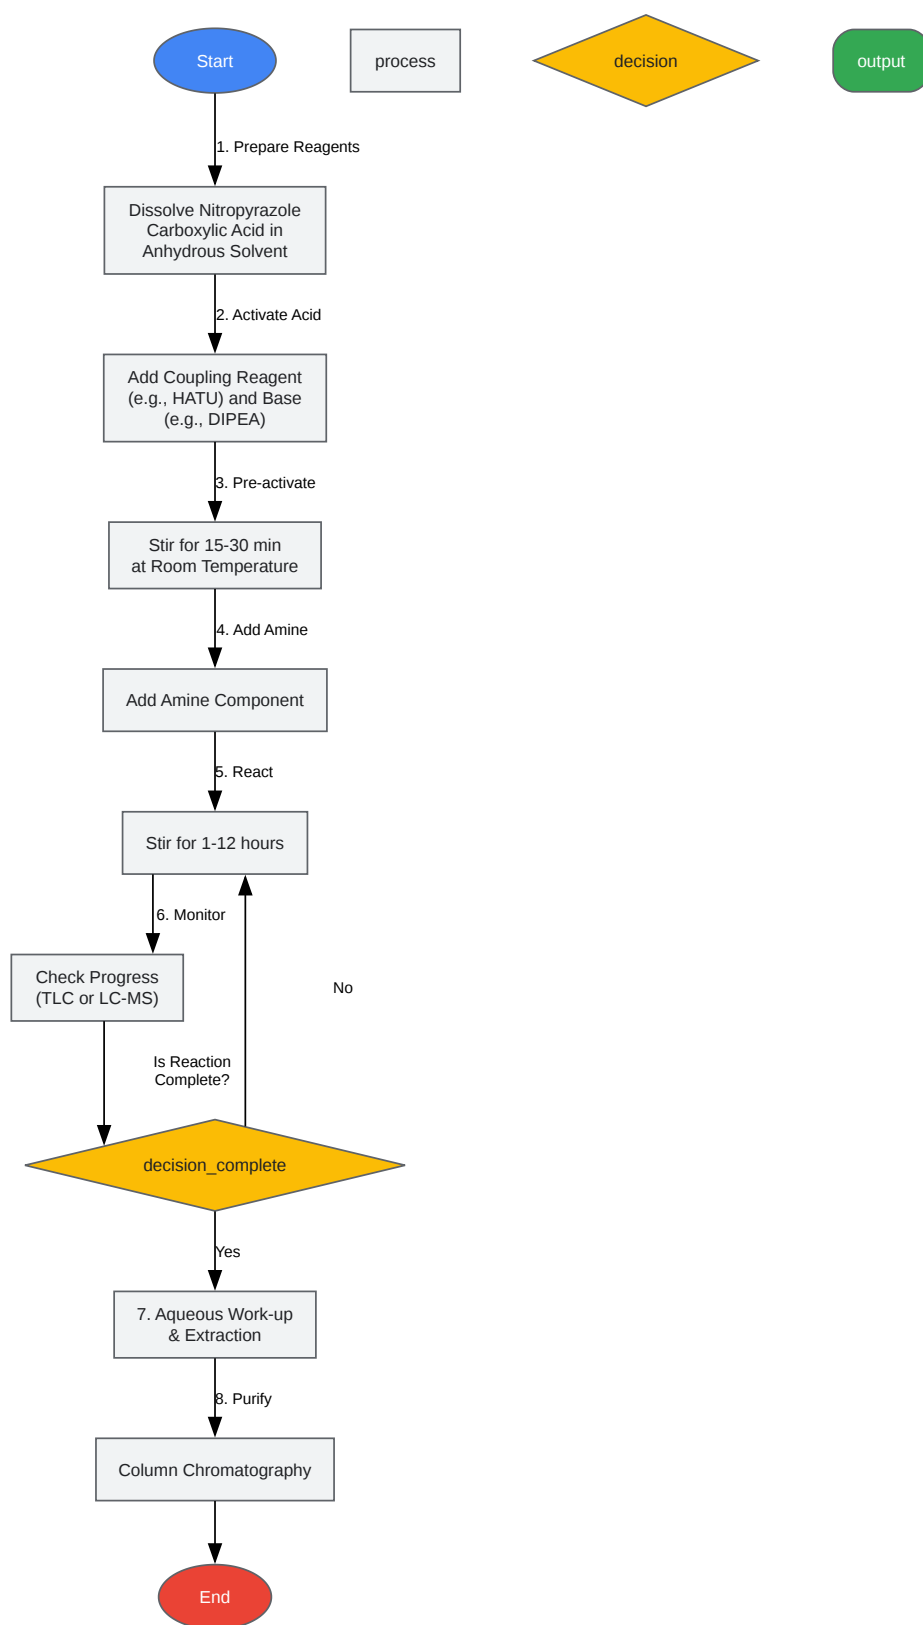 Start
process
decision
output
1. Prepare Reagents
Dissolve Nitropyrazole
Carboxylic Acid in
Anhydrous Solvent
2. Activate Acid
Add Coupling Reagent
(e.g., HATU) and Base
(e.g., DIPEA)
3. Pre-activate
Stir for 15-30 min
at Room Temperature
4. Add Amine
Add Amine Component
5. React
Stir for 1-12 hours
6. Monitor
Check Progress
(TLC or LC-MS)
No
Is Reaction
Complete?
decision_complete
Yes
7. Aqueous Work-up
& Extraction
8. Purify
Column Chromatography
End